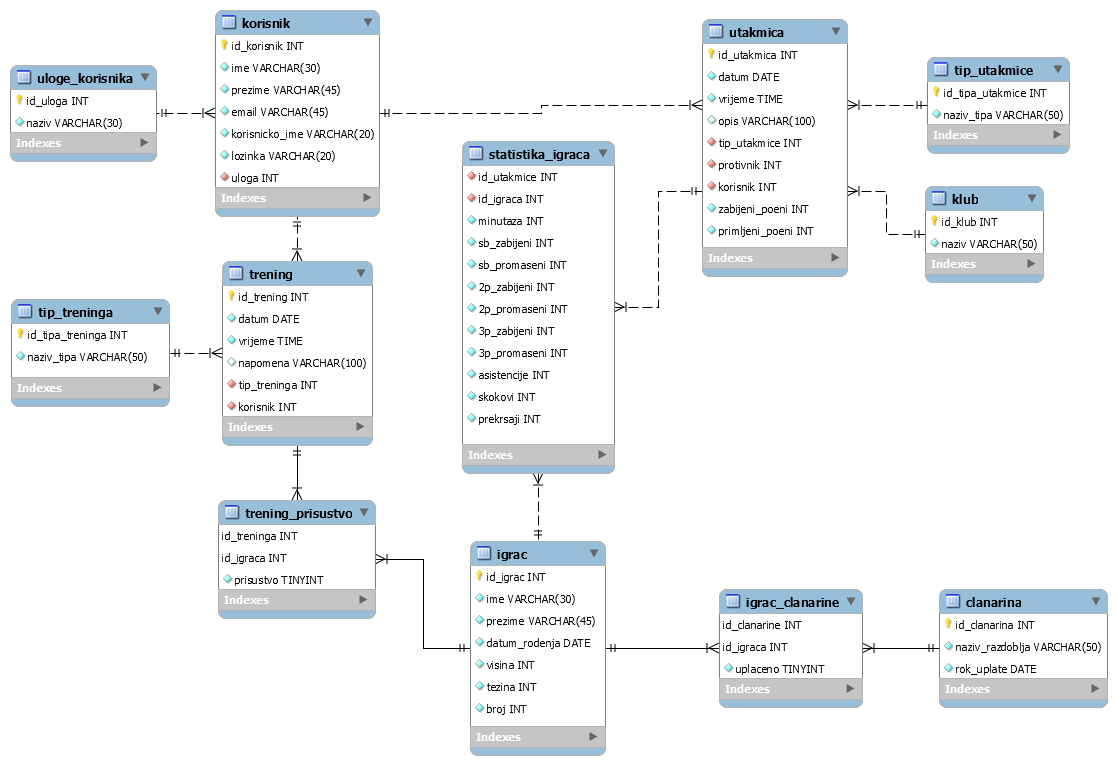 uloge_korisnika
id_uloga INT
naziv VARCHAR(30)
Indexes
korisnik
id_korisnik INT
ime VARCHAR(30)
prezime VARCHAR(45)
email VARCHAR(45)
korisnicko_ime VARCHAR(20)
lozinka VARCHAR(20)
uloga INT
Indexes
utakmica
id_utakmica INT
datum DATE
vrijeme TIME
opis VARCHAR(100)
tip_utakmice INT
protivnik INT
korisnik INT
zabijeni_poeni INT
primljeni_poeni INT
Indexes
tip_utakmice
id_tipa_utakmice INT
naziv_tipa VARCHAR(50)
Indexes
klub
id_klub INT
naziv VARCHAR(50)
Indexes
statistika_igraca
id_utakmice INT
id_igraca INT
minutaza INT
sb_zabijeni INT
sb_promaseni INT
2p_zabijeni INT
2p_promaseni INT
3p_zabijeni INT
3p_promaseni INT
asistencije INT
skokovi INT
prekrsaji INT
Indexes
tip_treninga
id_tipa_treninga INT
naziv_tipa VARCHAR(50)
Indexes
trening
id_trening INT
datum DATE
vrijeme TIME
napomena VARCHAR(100)
tip_treninga INT
korisnik INT
Indexes
trening_prisustvo
id_treninga INT
id_igraca INT
prisustvo TINYINT
Indexes
igrac
id_igrac INT
ime VARCHAR(30)
prezime VARCHAR(45)
datum_rodenja DATE
visina INT
tezina INT
broj INT
Indexes
igrac_clanarine
id_clanarine INT
id_igraca INT
uplaceno TINYINT
Indexes
clanarina
id_clanarina INT
naziv_razdoblja VARCHAR(50)
rok_uplate DATE
Indexes